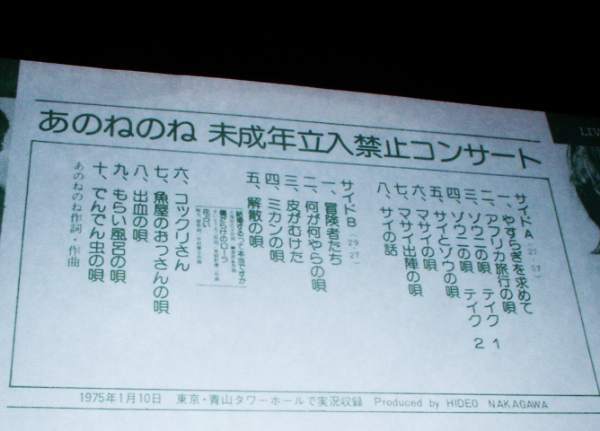 LIV
あのねのね 未成年立入禁止コンサート
サイドA
一、やすらぎを求めて
二、アフリカ旅行の唄
三、ゾウニの唄 テイク 1
四、ゾウニの唄 テイク 2
五、サイとゾウの唄
六、マサイの唄
七、マサイ出陣の唄
八、サイの話
サイドB
一、冒険者たち
二、何が何やらの唄
三、皮がむけた
四、ミカンの唄
五、解散の唄
六、コックリさん
七、魚屋のおっさんの唄
八、出血の唄
九、もらい風呂の唄
十、でんでん虫の唄
あのねのね作詞・作曲
1975年1月10日 東京・青山タワーホールで実況収録 Produced by HIDEO NAKAGAWA